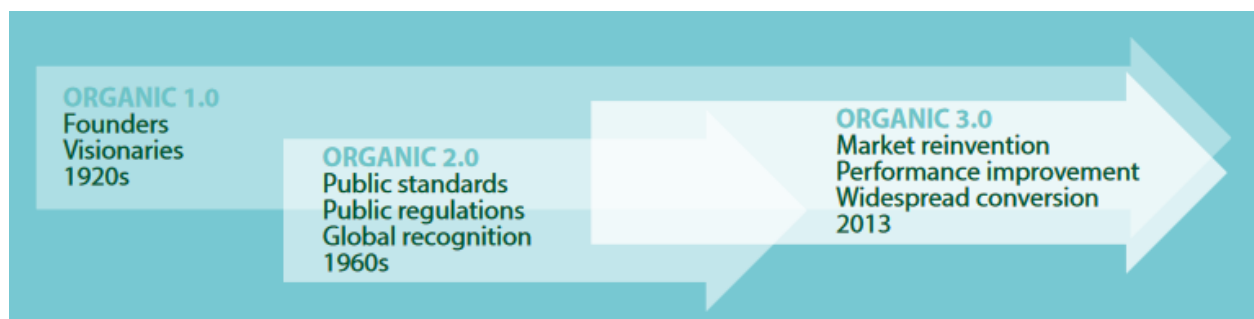 ORGANIC 1.0
Founders
Visionaries
1920s
ORGANIC 2.0
Public standards
Public regulations
Global recognition
1960s
ORGANIC 3.0
Market reinvention
Performance improvement
Widespread conversion
2013